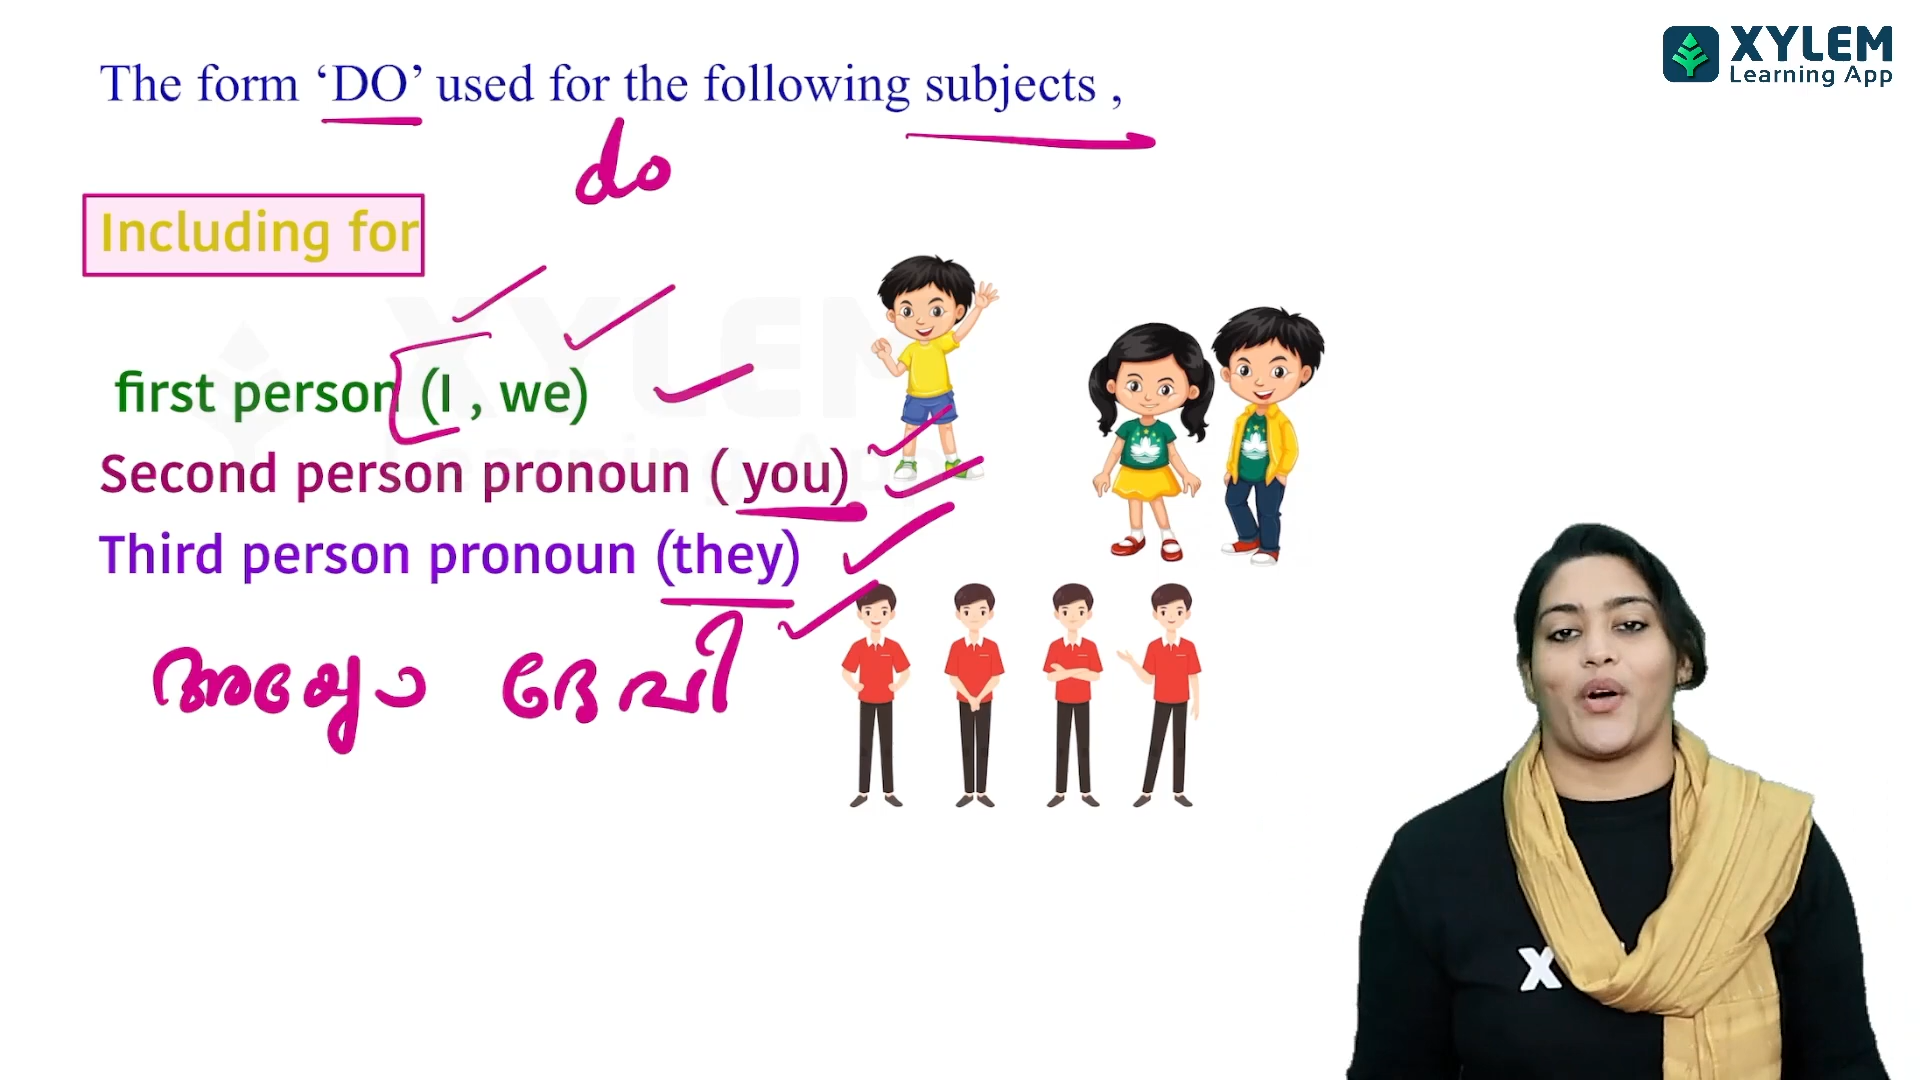 XYLEM
Learning App
The form ‘DO’ used for the following subjects ,
do
Including for
first person (I , we)
Second person pronoun ( you)
Third person pronoun (they)
ദേവി
X